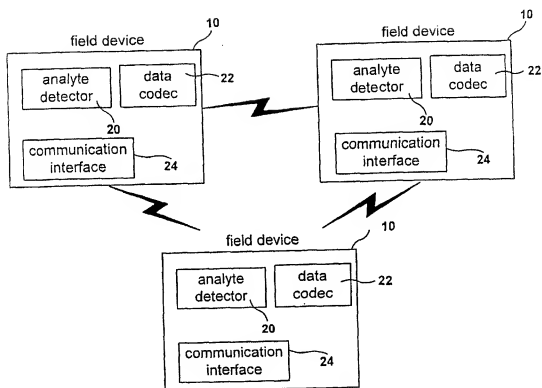 10
field device
analyte
detector
data
codec
22
20
communication
interface
24
10
field device
analyte
detector
data
codec
22
20
communication
interface
24
10
field device
analyte
detector
data
codec
22
20
communication
interface
24